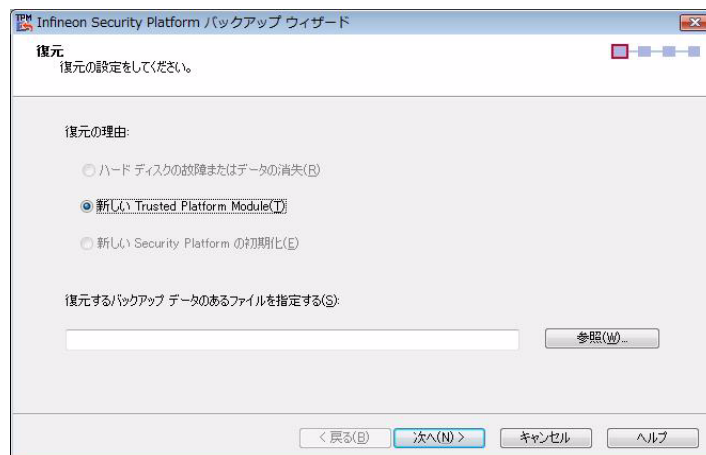 TPM Infineon Security Platform バックアップ ウィザード
復元
復元の設定をしてください。
復元の理由:
ハード ディスクの故障またはデータの消失(R)
新しい Trusted Platform Module(T)
新しい Security Platform の初期化(E)
復元するバックアップ データのあるファイルを指定する(S):
参照(W)...
< 戻る(B) 次へ(N) > キャンセル ヘルプ